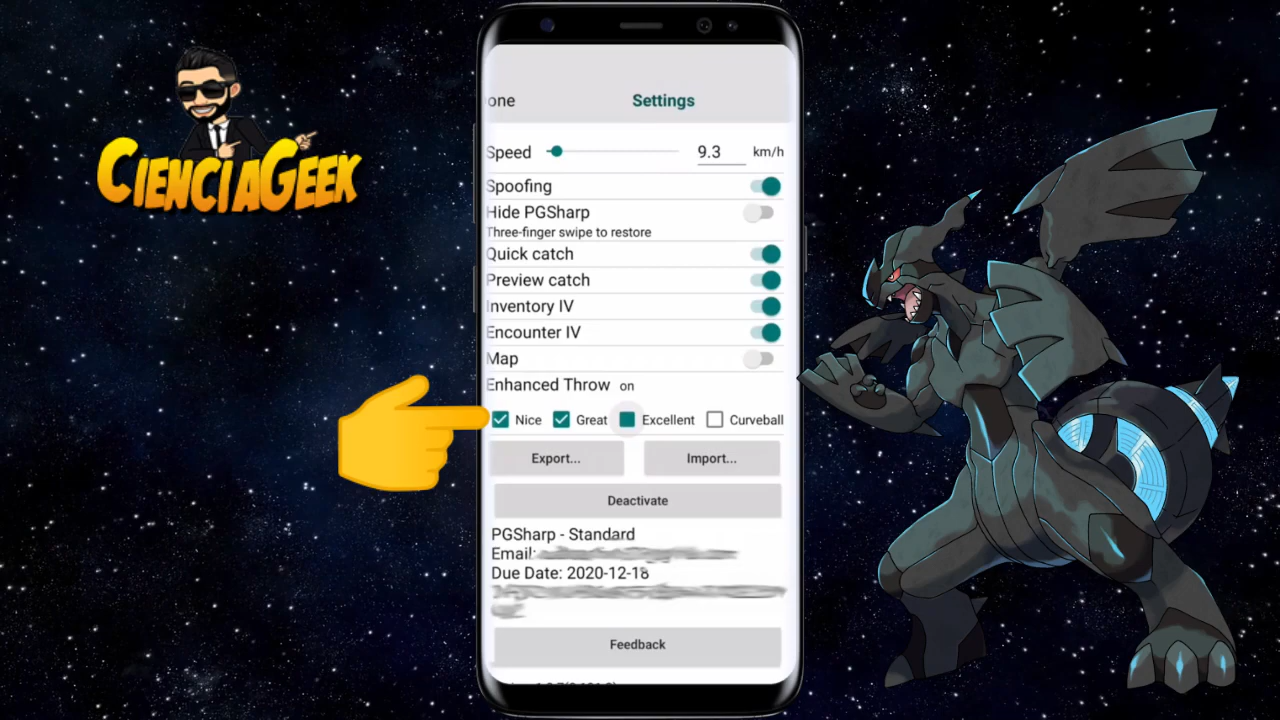 CIENCIAGEEK
one
Settings
Speed 9.3 km/h
Spoofing
Hide PGSharp
Three-finger swipe to restore
Quick catch
Preview catch
Inventory IV
Encounter IV
Map
Enhanced Throw on
Nice Great Excellent Curveball
Export... Import...
Deactivate
PGSharp - Standard
Email:
Due Date: 2020-12-18
Feedback